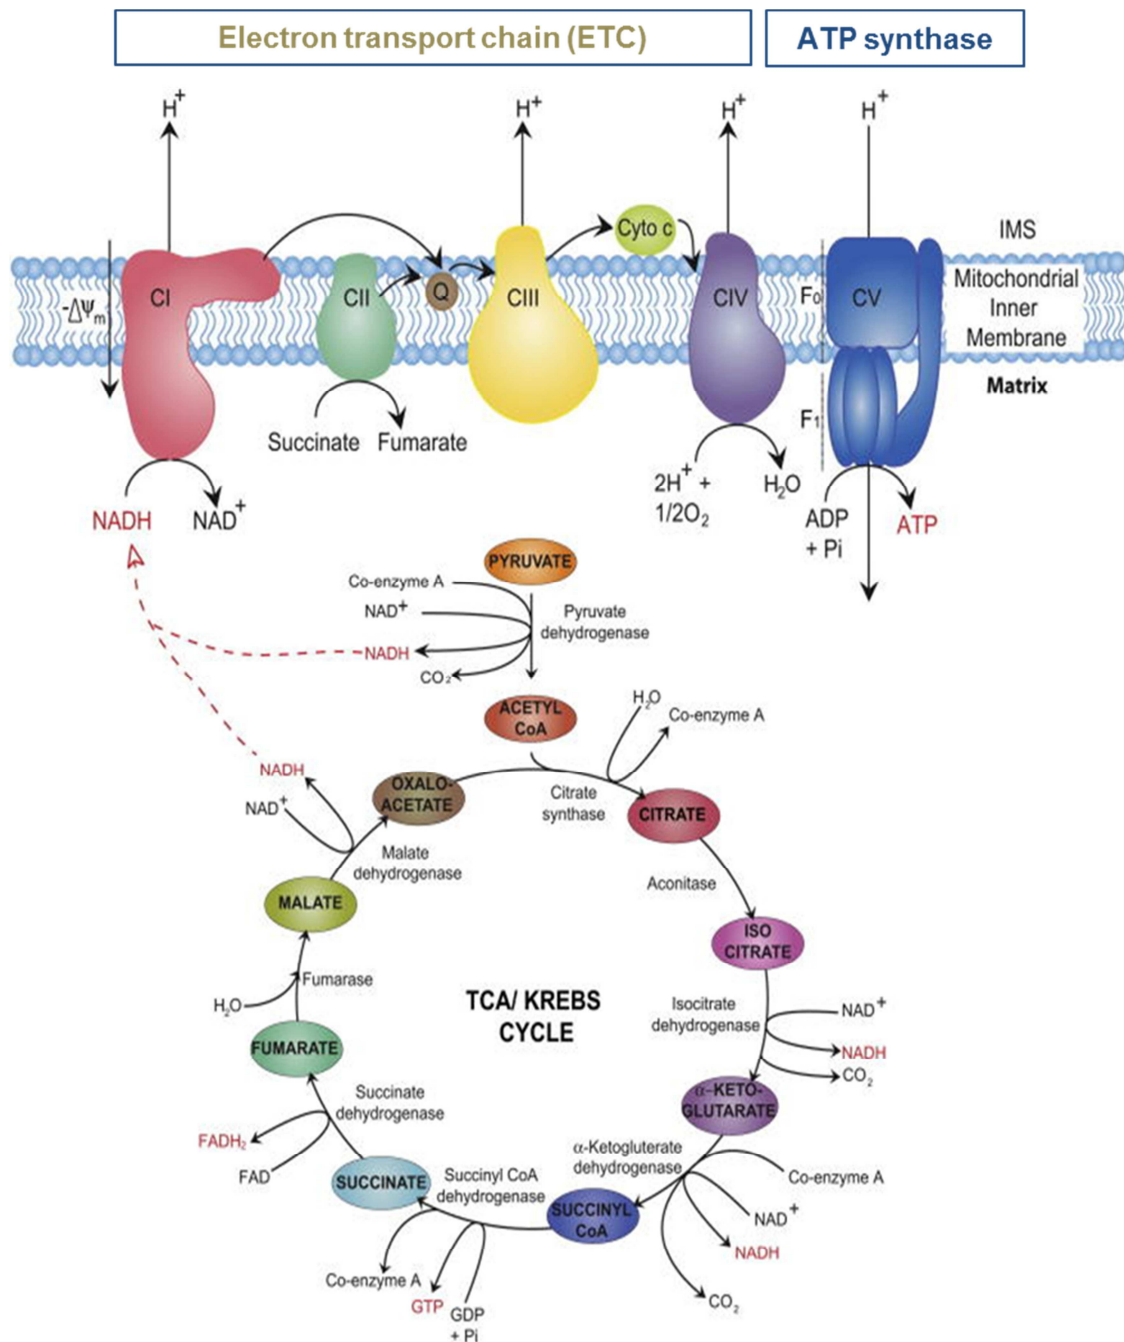 Electron transport chain (ETC)
ATP synthase
H⁺
H⁺
H⁺
H⁺
Cyto c
IMS
CI
CII
Q
CIII
CIV
F₀
CV
Mitochondrial
Inner
Membrane
-ΔΨₘ
Matrix
F₁
Succinate
Fumarate
2H⁺ +
1/2O₂
H₂O
NADH
NAD⁺
ADP
+ Pi
ATP
PYRUVATE
Co-enzyme A
NAD⁺
Pyruvate
dehydrogenase
NADH
CO₂
ACETYL
CoA
H₂O
Co-enzyme A
NADH
NAD⁺
OXALO-
ACETATE
Citrate
synthase
CITRATE
Malate
dehydrogenase
Aconitase
MALATE
ISO
CITRATE
Fumarase
H₂O
TCA/ KREBS
CYCLE
Isocitrate
dehydrogenase
NAD⁺
NADH
CO₂
FUMARATE
α-KETO-
GLUTARATE
Succinate
dehydrogenase
FADH₂
FAD
α-Ketogluterate
dehydrogenase
Co-enzyme A
SUCCINATE
Succinyl CoA
dehydrogenase
SUCCINYL
CoA
NAD⁺
NADH
Co-enzyme A
GTP
GDP
+ Pi
CO₂